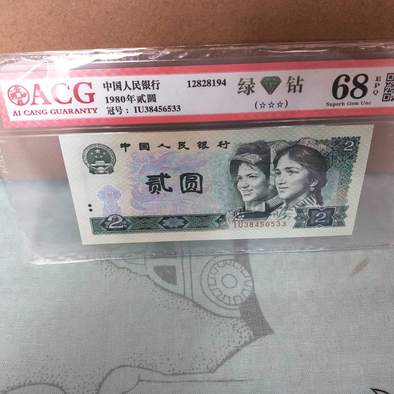 ACG
AI CANG GUARANTY
中国人民银行 12828194
1980年贰圆
冠号：IU38456533
绿 钻
(☆☆☆)
68 EPQ
Superb Gem Unc
中国人民银行
2
贰圆
2
2
IU38456533